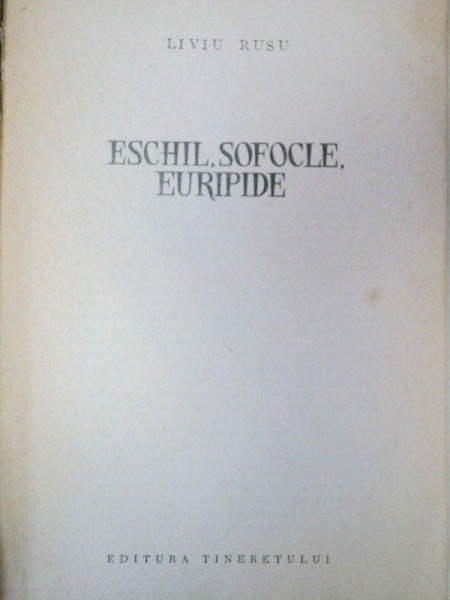 LIVIU RUSU
ESCHIL, SOFOCLE,
EURIPIDE
EDITURA TINERETULUI